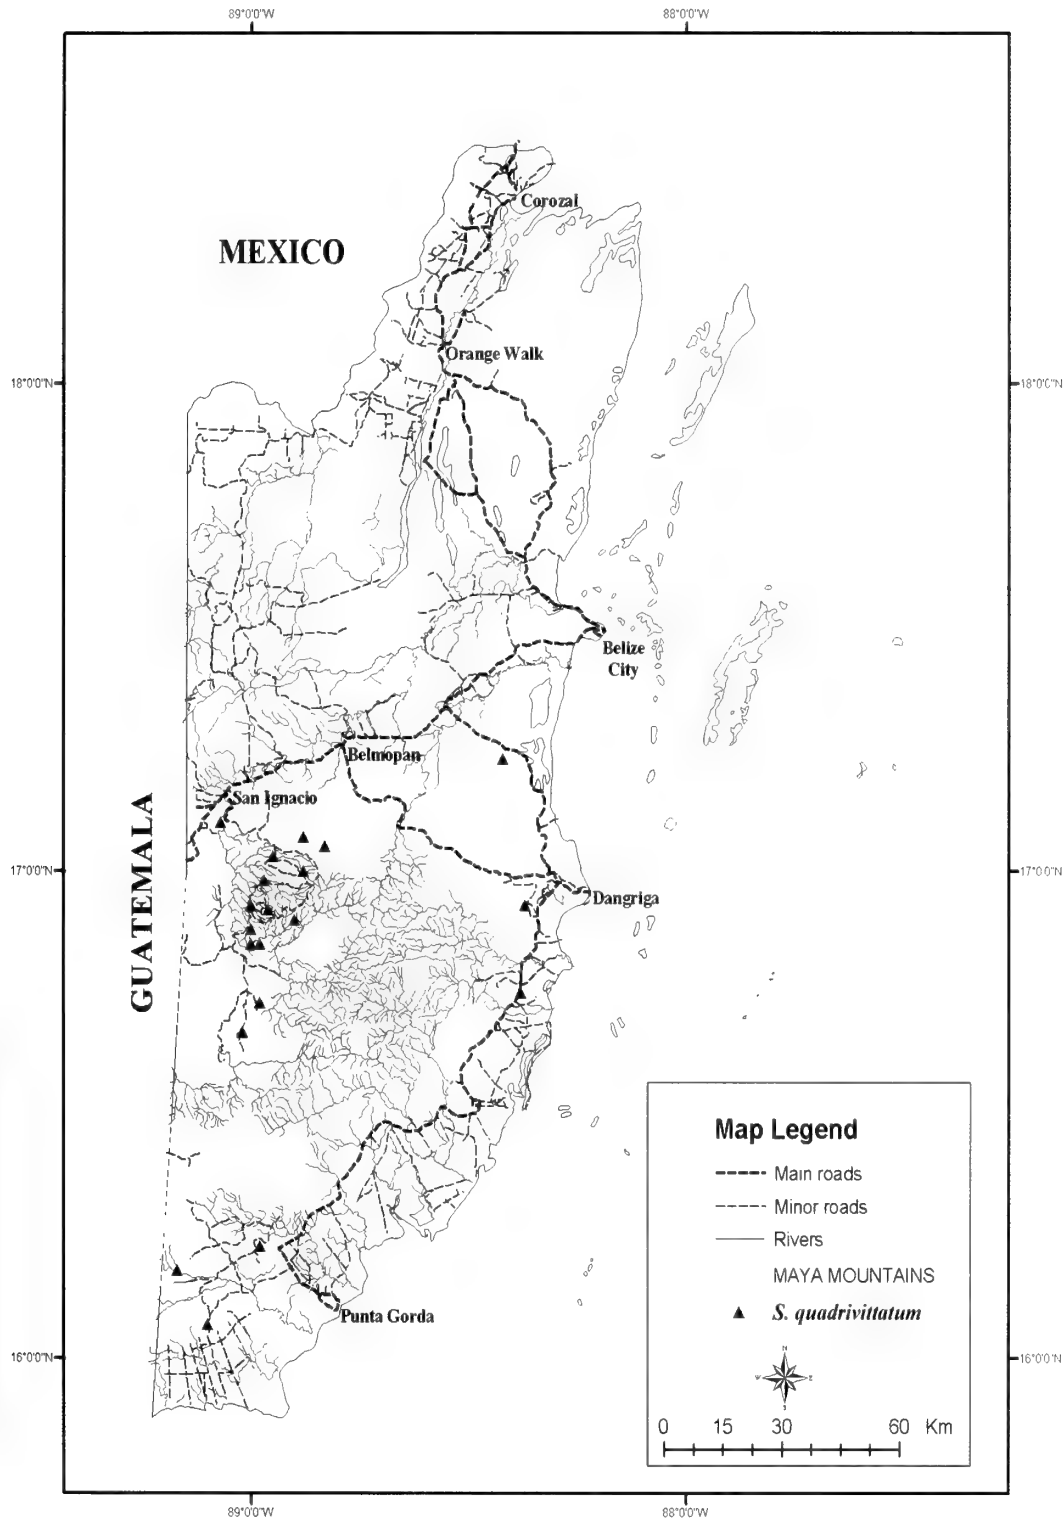 89°0'0"W 88°0'0"W
MEXICO
Corozal
Orange Walk
18°0'0"N 18°0'0"N
Belize
City
Belmopan
San Ignacio
GUATEMALA
17°0'0"N 17°0'0"N
Dangriga
Map Legend
Main roads
Minor roads
Rivers
MAYA MOUNTAINS
S. quadrivittatum
Punta Gorda
16°0'0"N 16°0'0"N
N
W E
S
0 15 30 60 Km
89°0'0"W 88°0'0"W